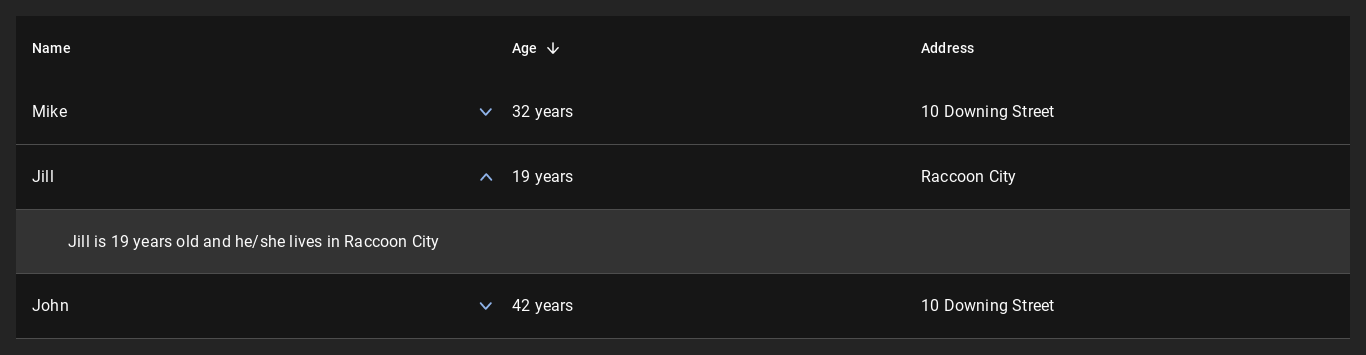 Name Age Address
Mike 32 years 10 Downing Street
Jill 19 years Raccoon City
Jill is 19 years old and he/she lives in Raccoon City
John 42 years 10 Downing Street